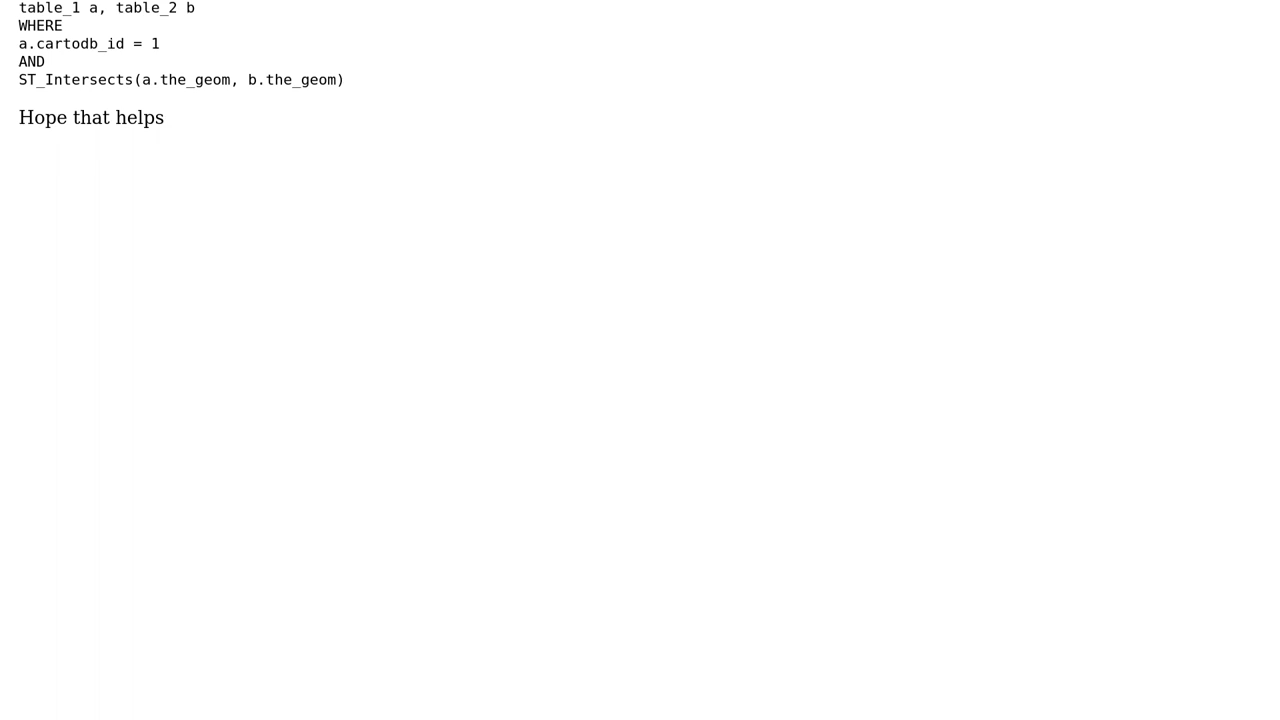 table_1 a, table_2 b
WHERE
a.cartodb_id = 1
AND
ST_Intersects(a.the_geom, b.the_geom)
Hope that helps